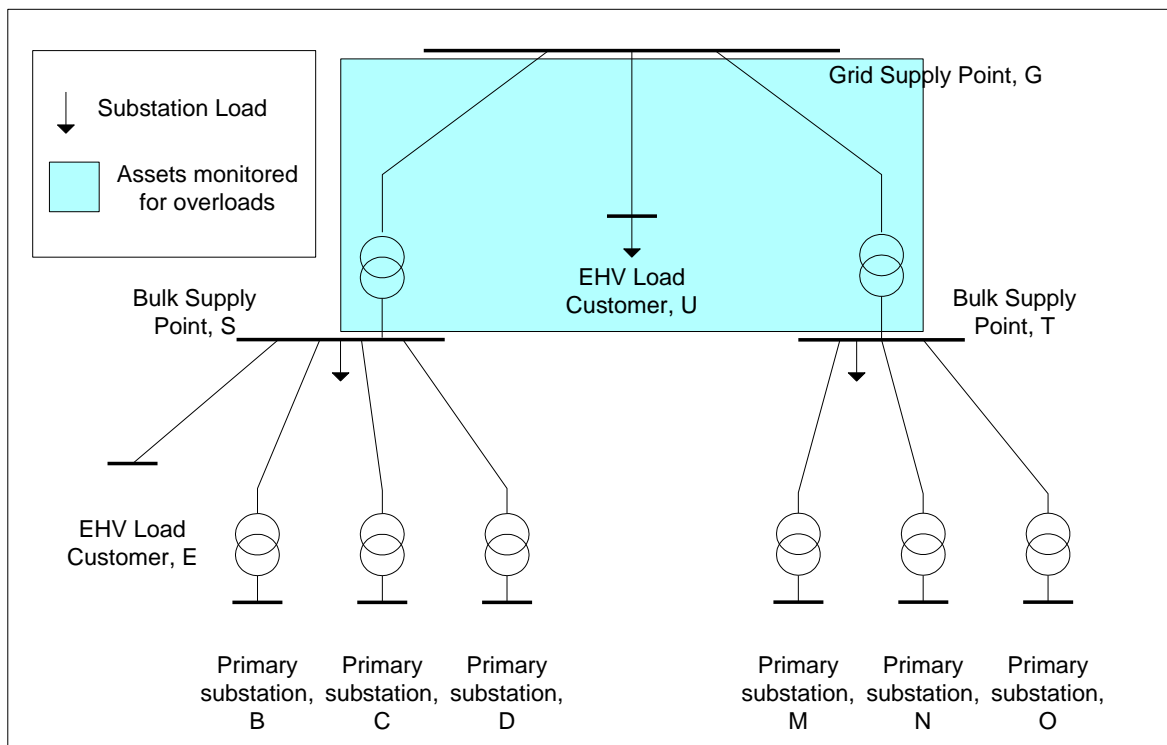 Grid Supply Point, G
Substation Load
Assets monitored
for overloads
EHV Load
Customer, U
Bulk Supply
Point, S
Bulk Supply
Point, T
EHV Load
Customer, E
Primary
substation,
B
Primary
substation,
C
Primary
substation,
D
Primary
substation,
M
Primary
substation,
N
Primary
substation,
O